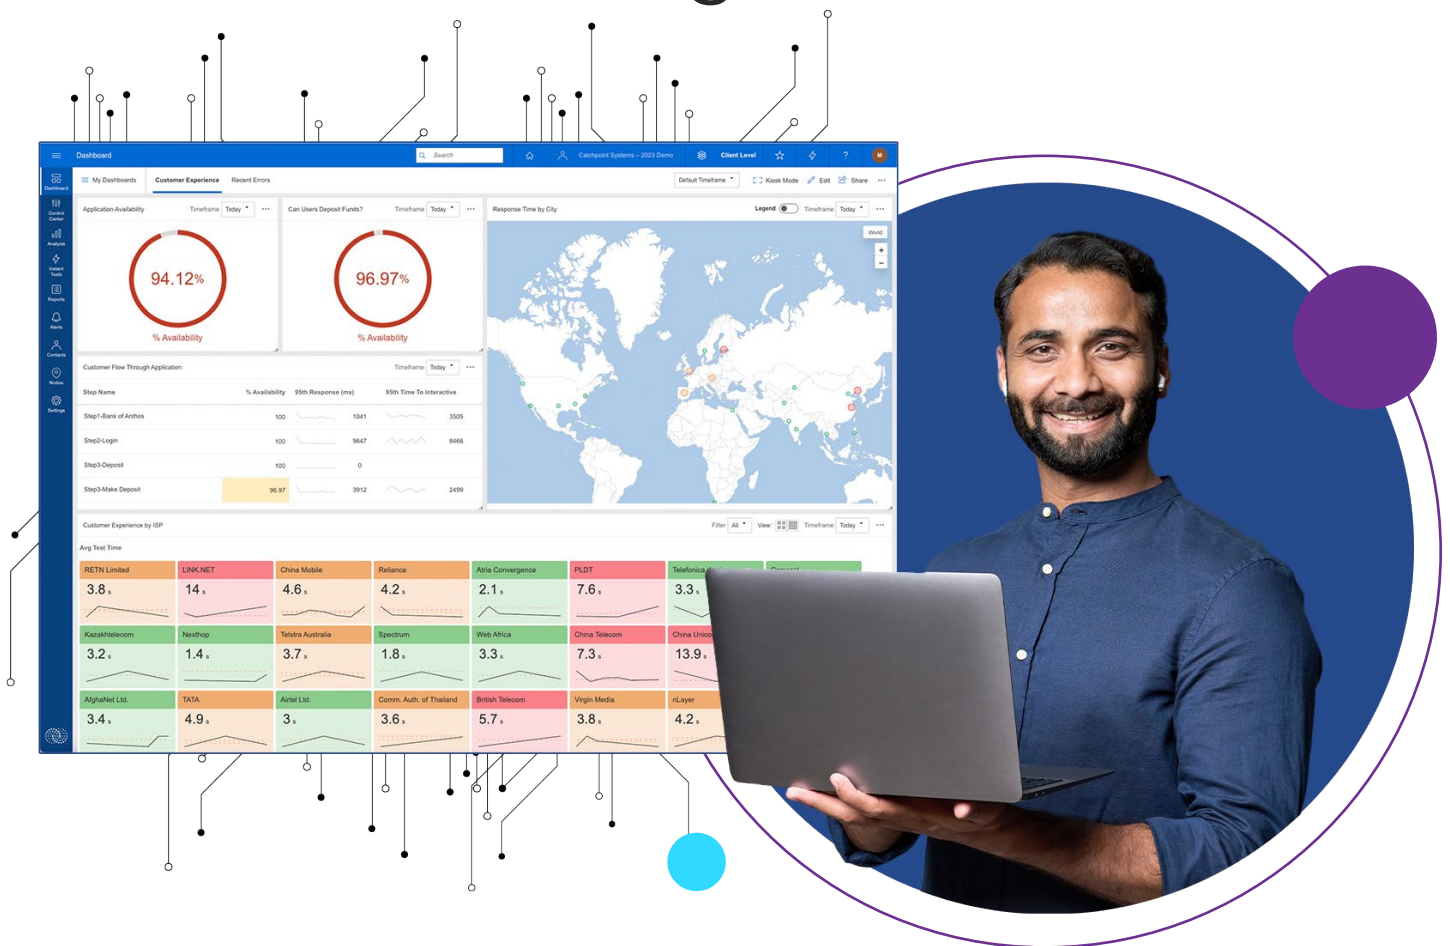 Dashboard
Search
Catchpoint Systems – 2023 Demo
Client Level
?
M
Dashboard
Control
Center
Analysis
Instant
Tests
Reports
Alerts
Contacts
Nodes
Settings
My Dashboards
Customer Experience
Recent Errors
Default Timeframe
Kiosk Mode
Edit
Share
Application Availability
Timeframe
Today
94.12%
% Availability
Can Users Deposit Funds?
Timeframe
Today
96.97%
% Availability
Response Time by City
Legend
Timeframe
Today
World
+
−
Customer Flow Through Application
Timeframe
Today
Step Name % Availability 95th Response (ms) 95th Time To Interactive
Step1-Bank of Anthos 100 1041 3505
Step2-Login 100 9647 8466
Step3-Deposit 100 0
Step3-Make Deposit 96.97 3912 2499
Customer Experience by ISP
Filter
All
View:
Timeframe
Today
Avg Test Time
RETN Limited
3.8 s
LINK.NET
14 s
China Mobile
4.6 s
Reliance
4.2 s
Atria Convergence
2.1 s
PLDT
7.6 s
Telefonica
3.3 s
Kazakhtelecom
3.2 s
Nexthop
1.4 s
Telstra Australia
3.7 s
Spectrum
1.8 s
Web Africa
3.3 s
China Telecom
7.3 s
China Unico
13.9 s
AfghaNet Ltd.
3.4 s
TATA
4.9 s
Airtel Ltd.
3 s
Comm. Auth. of Thailand
3.6 s
British Telecom
5.7 s
Virgin Media
3.8 s
nLayer
4.2 s